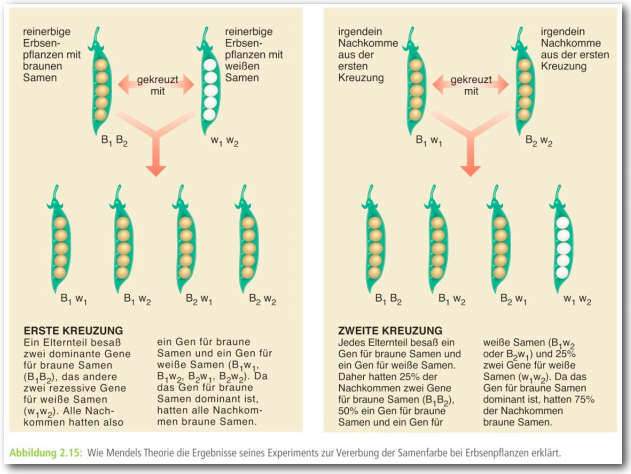 reinerbige
Erbsen-
pflanzen mit
braunen
Samen
gekreuzt
mit
reinerbige
Erbsen-
pflanzen mit
weißen
Samen
B1 B2
w1 w2
B1 w1
B1 w2
B2 w1
B2 w2
ERSTE KREUZUNG
Ein Elternteil besaß
zwei dominante Gene
für braune Samen
(B1B2), das andere
zwei rezessive Gene
für weiße Samen
(w1w2). Alle Nach-
kommen hatten also
ein Gen für braune
Samen und ein Gen für
weiße Samen (B1w1,
B1w2, B2w1, B2w2). Da
das Gen für braune
Samen dominant ist,
hatten alle Nachkom-
men braune Samen.
irgendein
Nachkomme
aus der
ersten
Kreuzung
gekreuzt
mit
irgendein
Nachkomme
aus der ersten
Kreuzung
B1 w1
B2 w2
B1 B2
B1 w2
B2 w1
w1 w2
ZWEITE KREUZUNG
Jedes Elternteil besaß ein
Gen für braune Samen und
ein Gen für weiße Samen.
Daher hatten 25% der
Nachkommen zwei Gene
für braune Samen (B1B2),
50% ein Gen für braune
Samen und ein Gen für
weiße Samen (B1w2
oder B2w1) und 25%
zwei Gene für weiße
Samen (w1w2). Da das
Gen für braune Samen
dominant ist, hatten 75%
der Nachkommen
braune Samen.
Abbildung 2.15: Wie Mendels Theorie die Ergebnisse seines Experiments zur Vererbung der Samenfarbe bei Erbsenpflanzen erklärt.